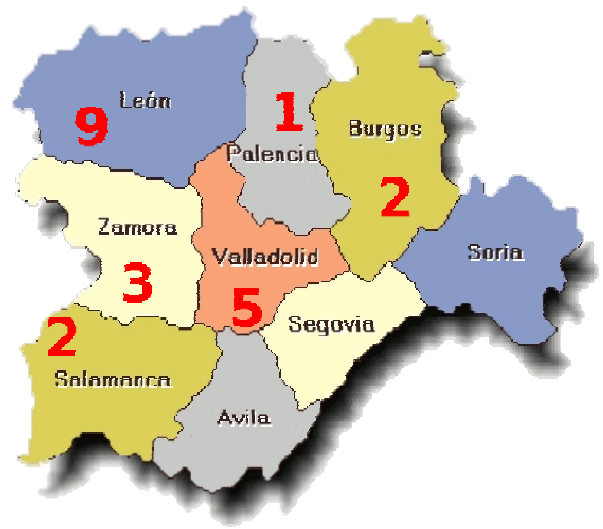 León
9
1
Burgos
Palencia
2
Zamora
Valladolid
Soria
3
5
Segovia
2
Salamanca
Avila